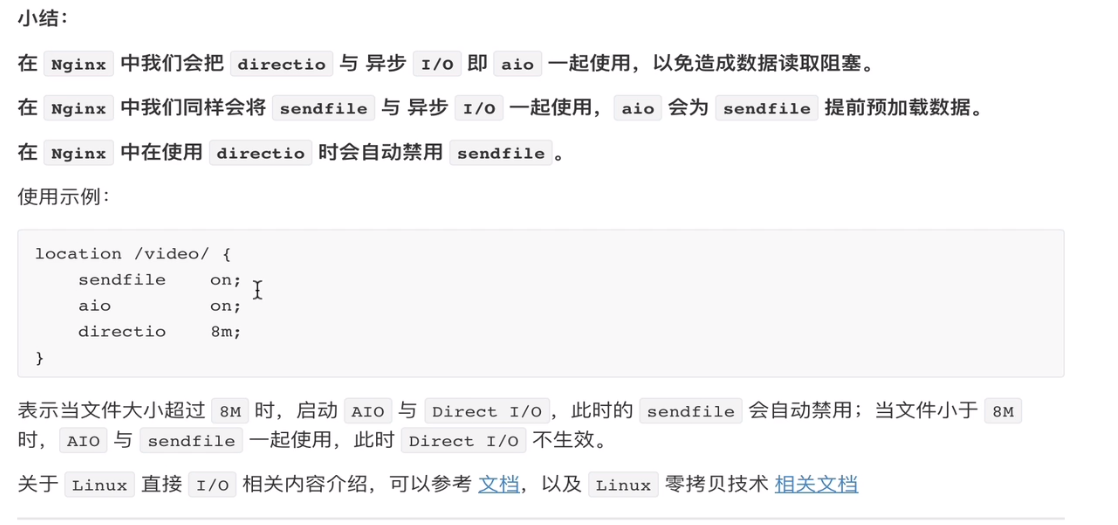 小结：
在 Nginx 中我们会把 directio 与 异步 I/O 即 aio 一起使用，以免造成数据读取阻塞。
在 Nginx 中我们同样会将 sendfile 与 异步 I/O 一起使用， aio 会为 sendfile 提前预加载数据。
在 Nginx 中在使用 directio 时会自动禁用 sendfile 。
使用示例：
location /video/ {
    sendfile    on;
    aio         on;
    directio    8m;
}
表示当文件大小超过 8M 时，启动 AIO 与 Direct I/O ，此时的 sendfile 会自动禁用；当文件小于 8M
时， AIO 与 sendfile 一起使用，此时 Direct I/O 不生效。
关于 Linux 直接 I/O 相关内容介绍，可以参考 文档，以及 Linux 零拷贝技术 相关文档